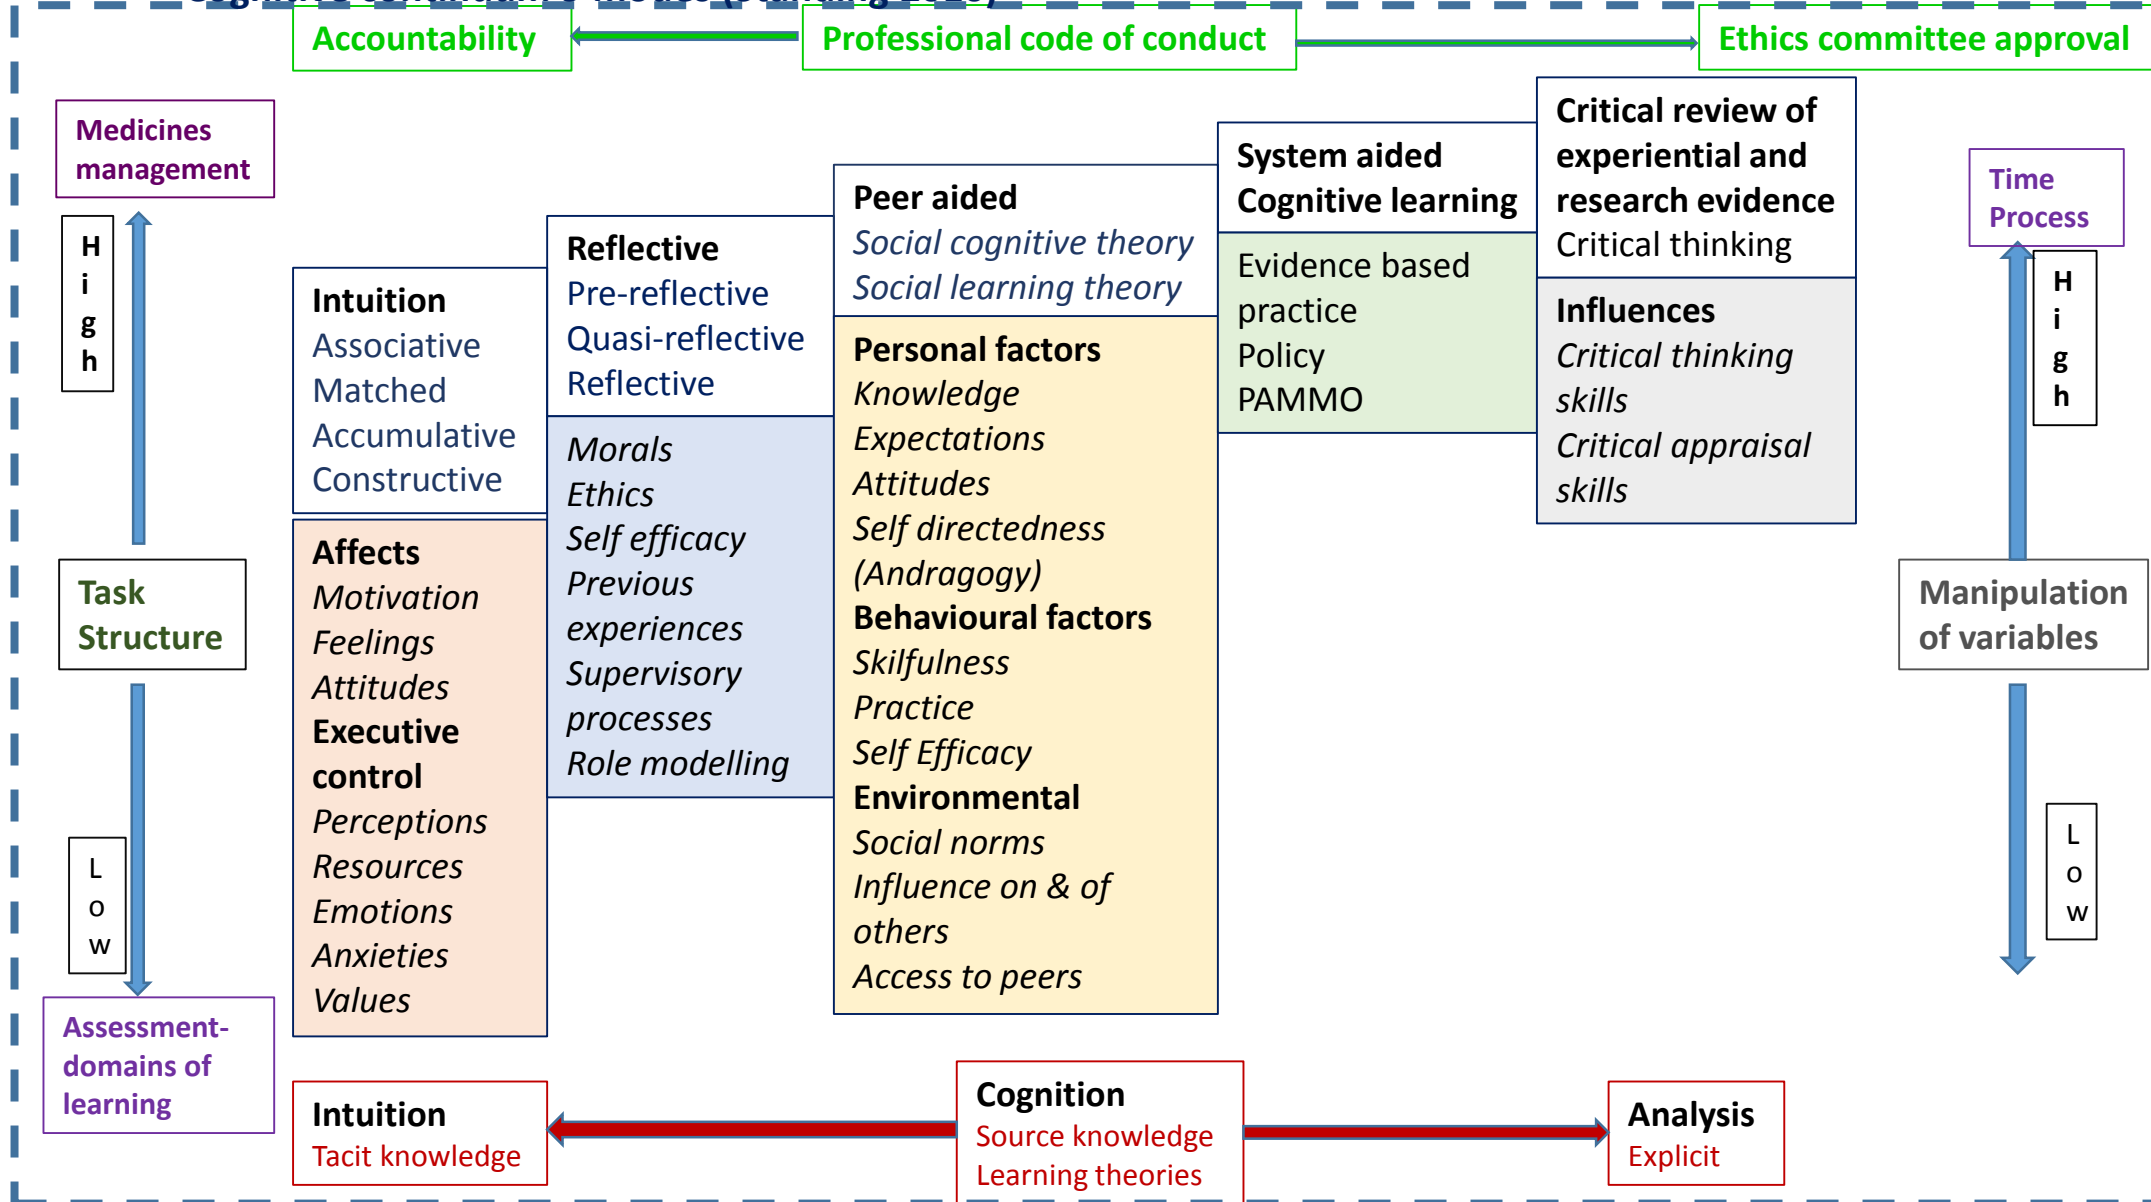 Accountability
Professional code of conduct
Ethics committee approval
Medicines
management
H
i
g
h
Task
Structure
L
o
w
Assessment-
domains of
learning
Intuition
Associative
Matched
Accumulative
Constructive
Affects
Motivation
Feelings
Attitudes
Executive
control
Perceptions
Resources
Emotions
Anxieties
Values
Reflective
Pre-reflective
Quasi-reflective
Reflective
Morals
Ethics
Self efficacy
Previous
experiences
Supervisory
processes
Role modelling
Peer aided
Social cognitive theory
Social learning theory
Personal factors
Knowledge
Expectations
Attitudes
Self directedness
(Andragogy)
Behavioural factors
Skilfulness
Practice
Self Efficacy
Environmental
Social norms
Influence on & of
others
Access to peers
System aided
Cognitive learning
Evidence based
practice
Policy
PAMMO
Critical review of
experiential and
research evidence
Critical thinking
Influences
Critical thinking
skills
Critical appraisal
skills
Time
Process
H
i
g
h
Manipulation
of variables
L
o
w
Intuition
Tacit knowledge
Cognition
Source knowledge
Learning theories
Analysis
Explicit